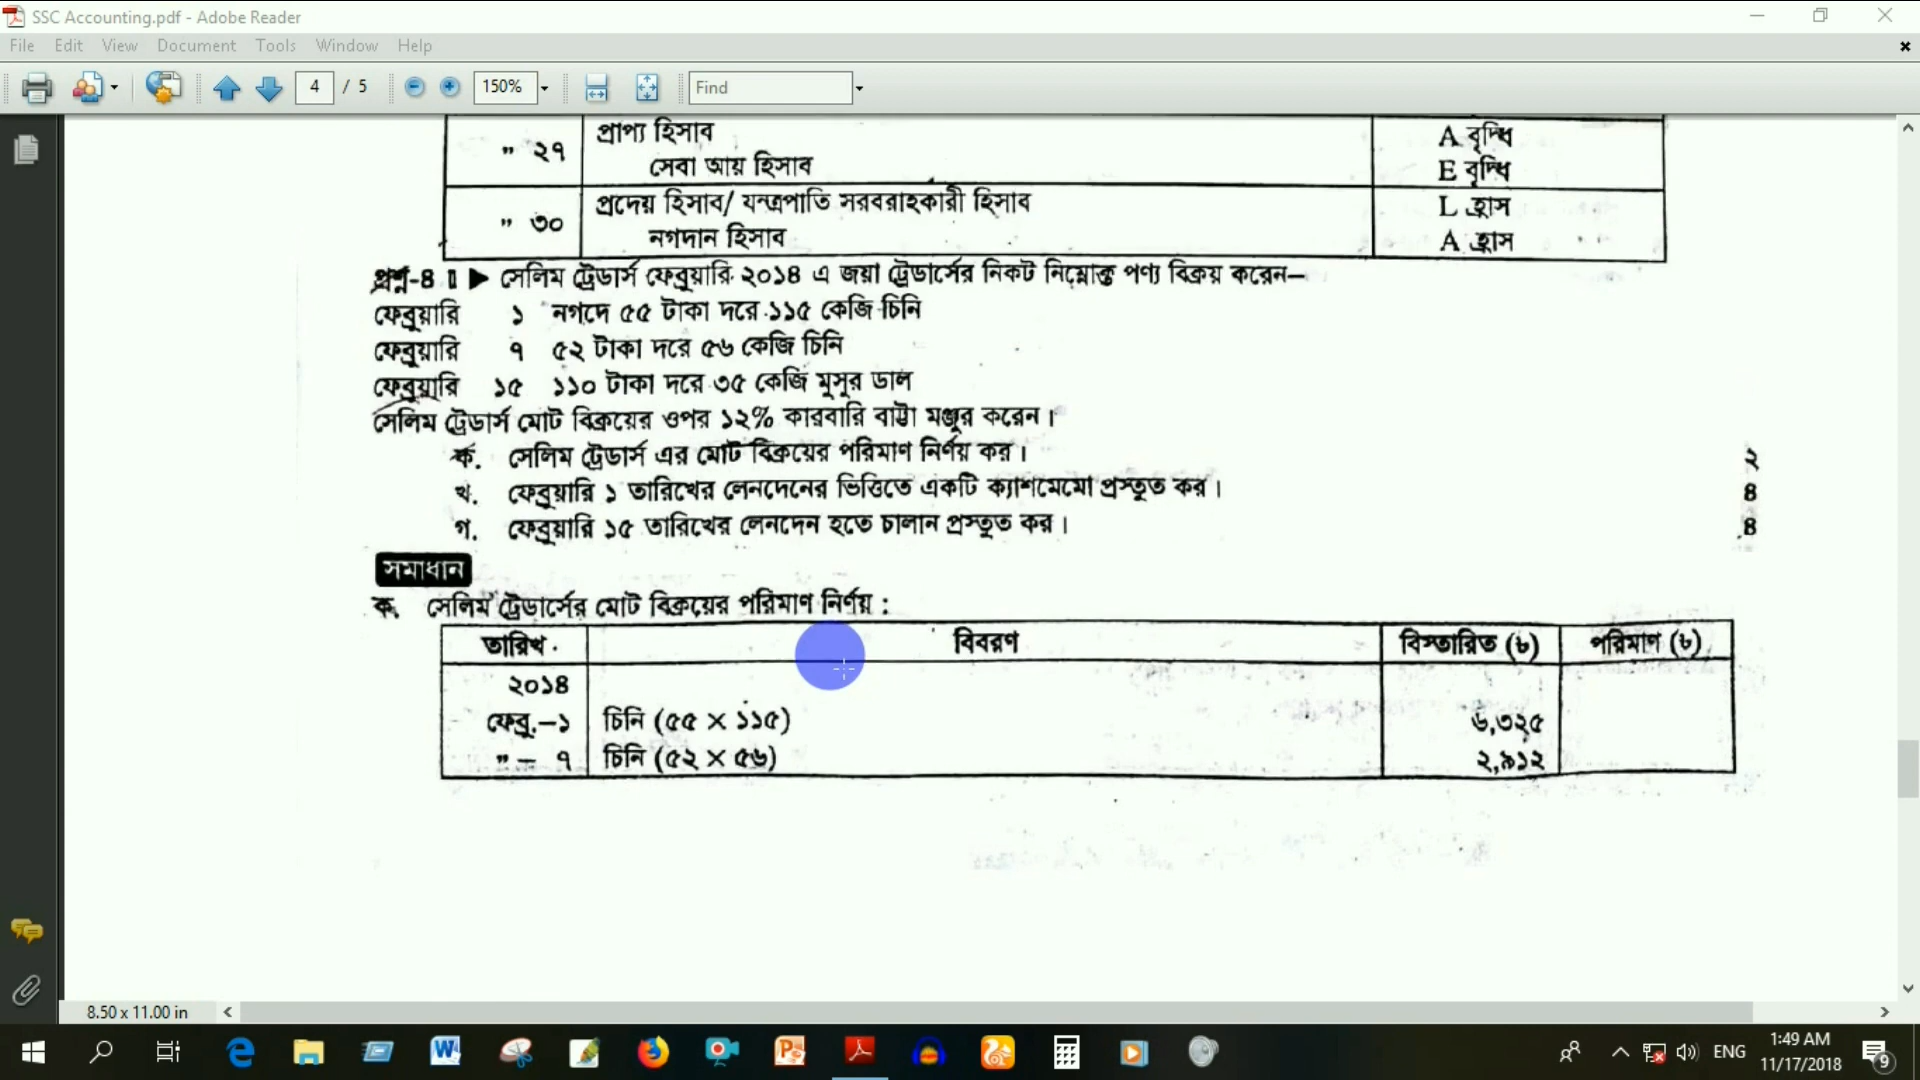 SSC Accounting.pdf - Adobe Reader
File Edit View Document Tools Window Help
4 / 5 150% Find
" ২৭ প্রাপ্য হিসাব A বৃদ্ধি
সেবা আয় হিসাব E বৃদ্ধি
" ৩০ প্রদেয় হিসাব/ যন্ত্রপাতি সরবরাহকারী হিসাব L হ্রাস
নগদান হিসাব A হ্রাস
প্রশ্ন-৪ ॥ ▶ সেলিম ট্রেডার্স ফেব্রুয়ারি ২০১৪ এ জয়া ট্রেডার্সের নিকট নিম্নোক্ত পণ্য বিক্রয় করেন—
ফেব্রুয়ারি ১ নগদে ৫৫ টাকা দরে ১১৫ কেজি চিনি
ফেব্রুয়ারি ৭ ৫২ টাকা দরে ৫৬ কেজি চিনি
ফেব্রুয়ারি ১৫ ১১০ টাকা দরে ৩৫ কেজি মুসুর ডাল
সেলিম ট্রেডার্স মোট বিক্রয়ের ওপর ১২% কারবারি বাট্টা মঞ্জুর করেন।
ক. সেলিম ট্রেডার্স এর মোট বিক্রয়ের পরিমাণ নির্ণয় কর। ২
খ. ফেব্রুয়ারি ১ তারিখের লেনদেনের ভিত্তিতে একটি ক্যাশমেমো প্রস্তুত কর। ৪
গ. ফেব্রুয়ারি ১৫ তারিখের লেনদেন হতে চালান প্রস্তুত কর। ৪
সমাধান
ক. সেলিম ট্রেডার্সের মোট বিক্রয়ের পরিমাণ নির্ণয় :
তারিখ বিবরণ বিস্তারিত (৳) পরিমাণ (৳)
২০১৪
ফেব্রু.-১ চিনি (৫৫ × ১১৫) ৬,৩২৫
" – ৭ চিনি (৫২ × ৫৬) ২,৯১২
8.50 x 11.00 in
ENG 1:49 AM
11/17/2018 9